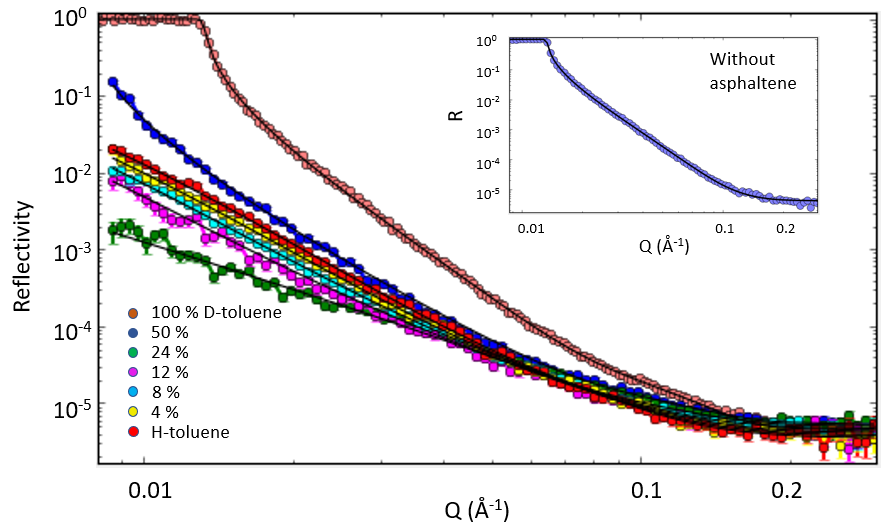 10⁰
10⁻¹
10⁻²
10⁻³
10⁻⁴
10⁻⁵
Reflectivity
100 % D-toluene
50 %
24 %
12 %
8 %
4 %
H-toluene
0.01
0.1
0.2
Q (Å⁻¹)
Without
asphaltene
10⁰
10⁻¹
10⁻²
10⁻³
10⁻⁴
10⁻⁵
R
0.01
0.1
0.2
Q (Å⁻¹)